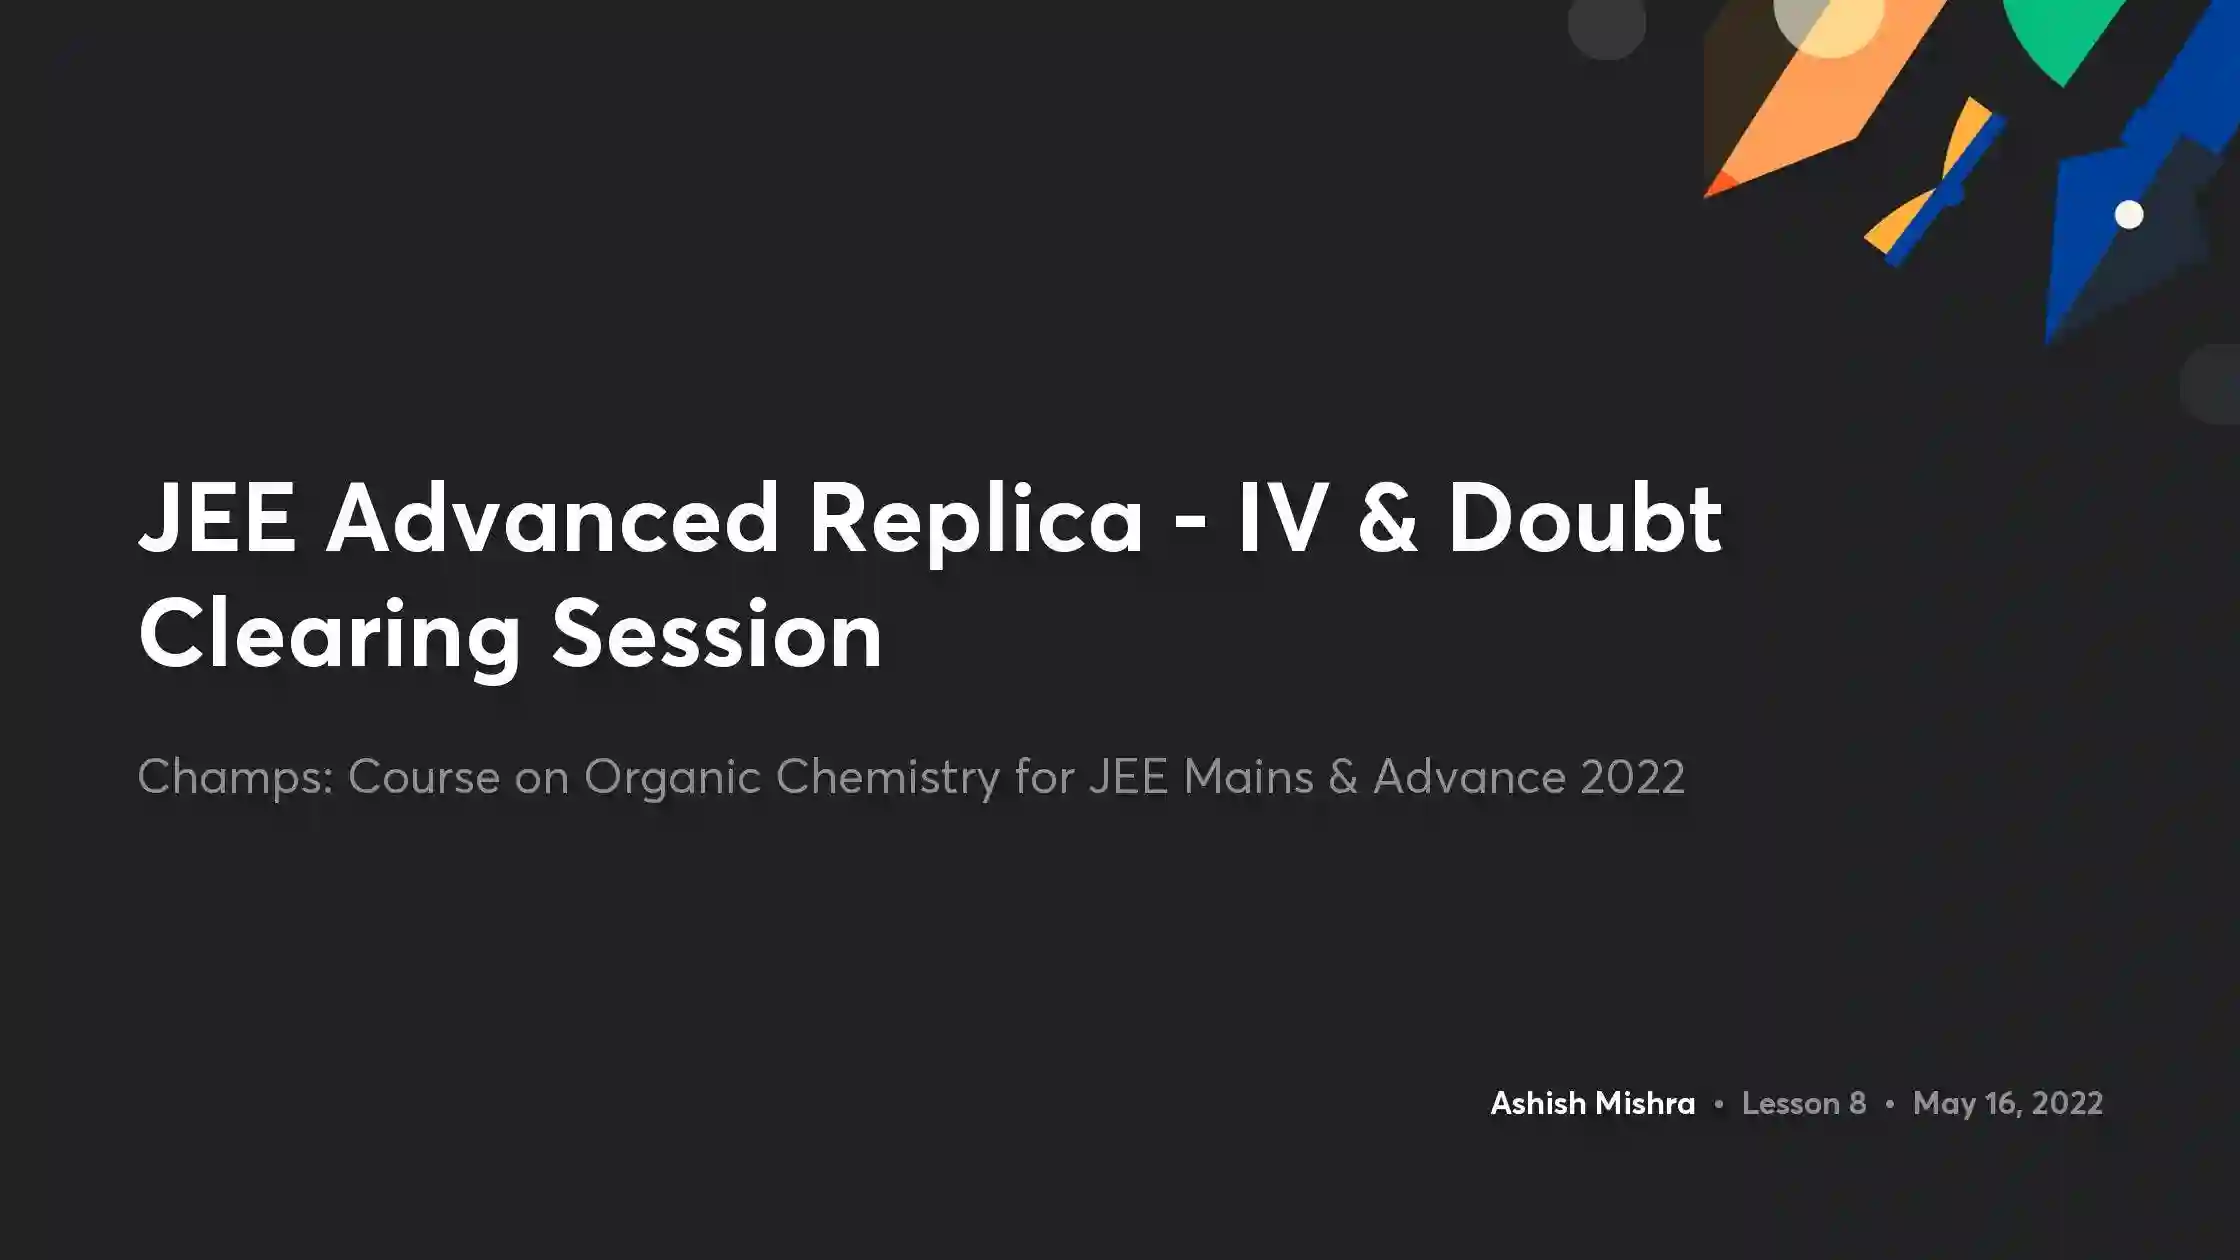 JEE Advanced Replica - IV & Doubt
Clearing Session
Champs: Course on Organic Chemistry for JEE Mains & Advance 2022
Ashish Mishra • Lesson 8 • May 16, 2022